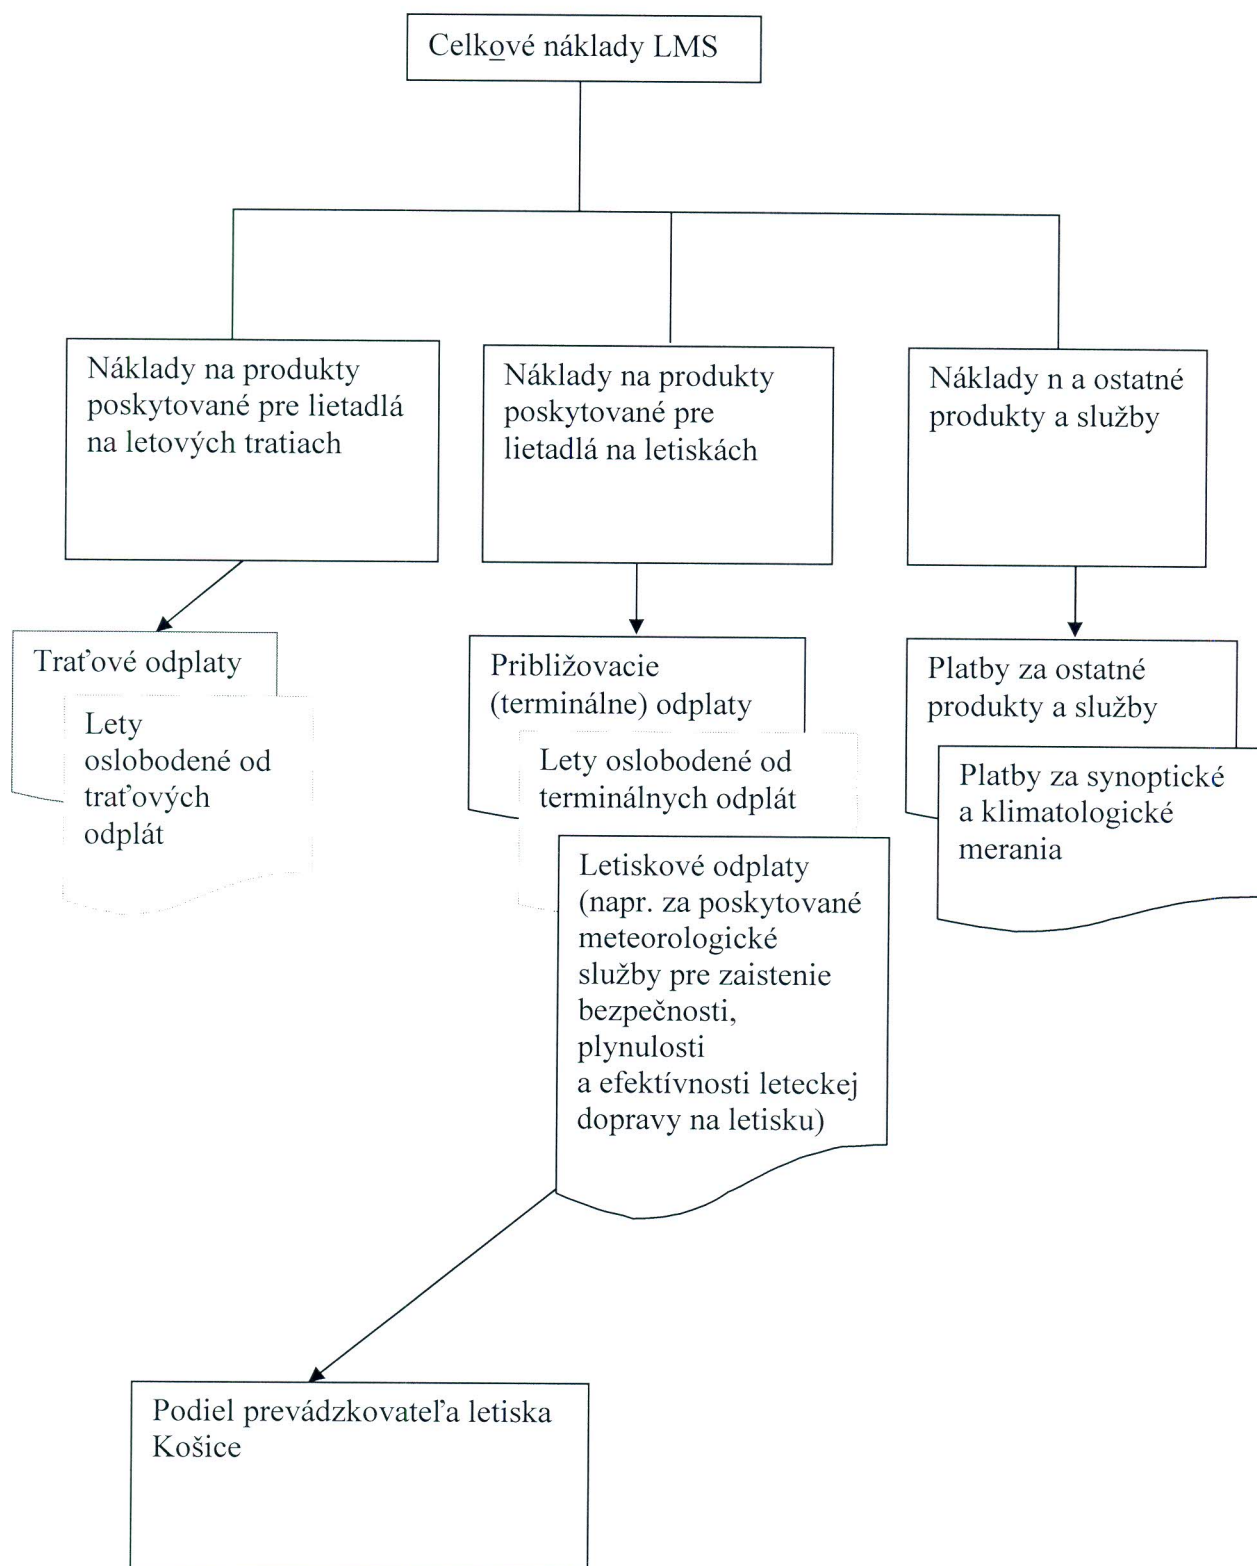 Celkové náklady LMS
Náklady na produkty
poskytované pre lietadlá
na letových tratiach
Náklady na produkty
poskytované pre
lietadlá na letiskách
Náklady n a ostatné
produkty a služby
Traťové odplaty
Lety
oslobodené od
traťových
odplát
Približovacie
(terminálne) odplaty
Lety oslobodené od
terminálnych odplát
Letiskové odplaty
(napr. za poskytované
meteorologické
služby pre zaistenie
bezpečnosti,
plynulosti
a efektívnosti leteckej
dopravy na letisku)
Platby za ostatné
produkty a služby
Platby za synoptické
a klimatologické
merania
Podiel prevádzkovateľa letiska
Košice